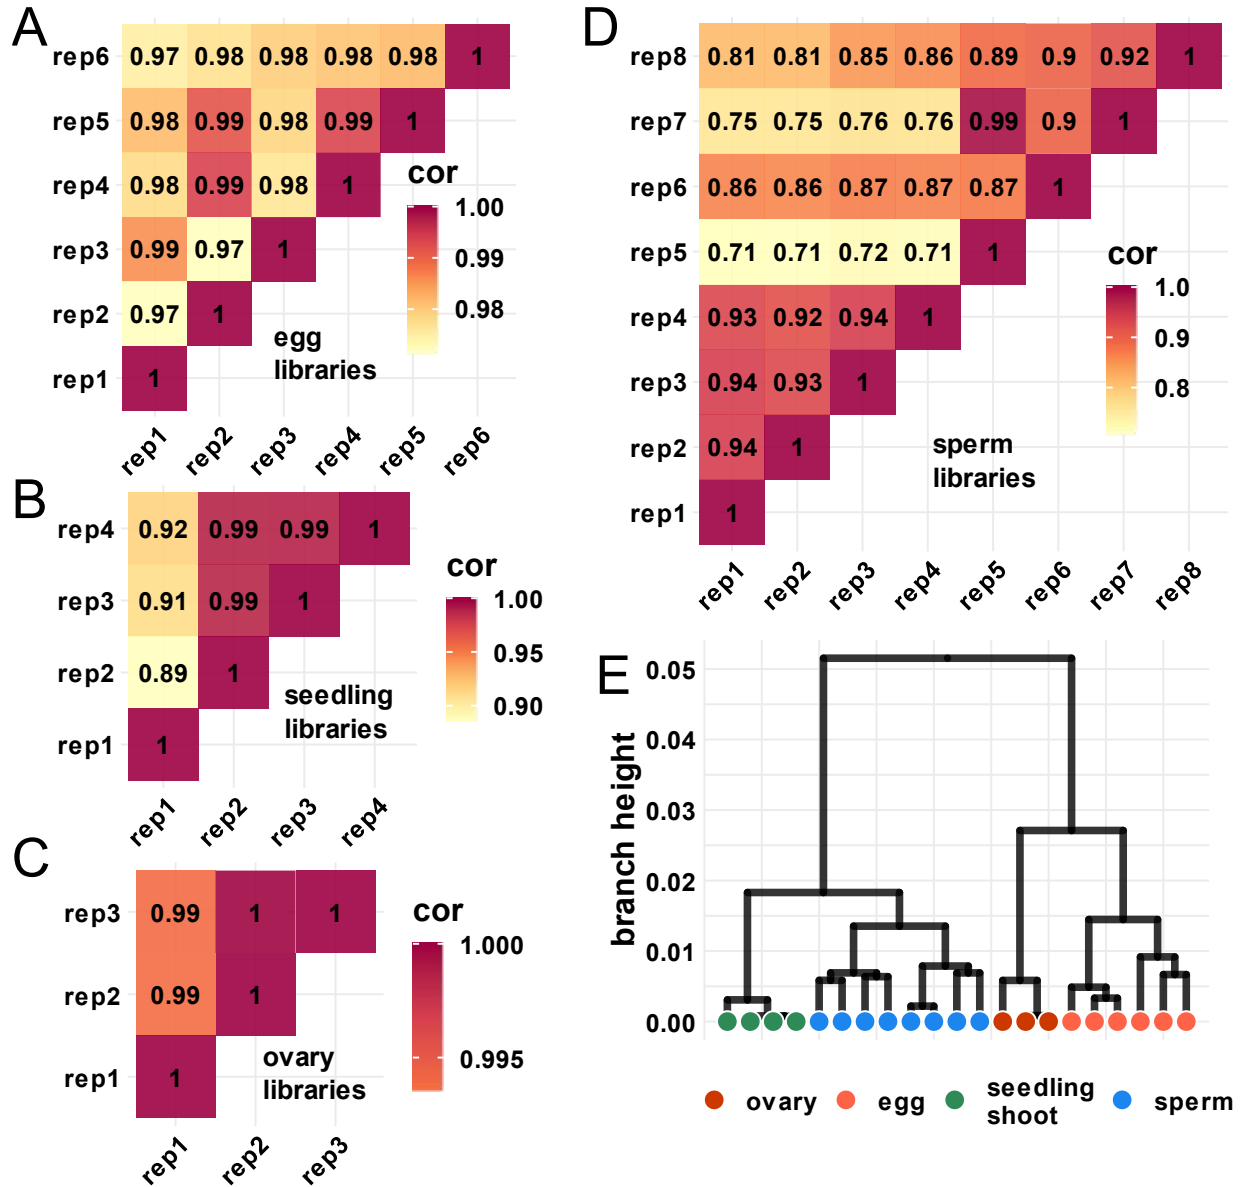 A
rep6 0.97 0.98 0.98 0.98 0.98 1
rep5 0.98 0.99 0.98 0.99 1
rep4 0.98 0.99 0.98 1
rep3 0.99 0.97 1
rep2 0.97 1
rep1 1
rep1 rep2 rep3 rep4 rep5 rep6
egg
libraries
cor
1.00
0.99
0.98
B
rep4 0.92 0.99 0.99 1
rep3 0.91 0.99 1
rep2 0.89 1
rep1 1
rep1 rep2 rep3 rep4
seedling
libraries
cor
1.00
0.95
0.90
C
rep3 0.99 1 1
rep2 0.99 1
rep1 1
rep1 rep2 rep3
ovary
libraries
cor
1.000
0.995
D
rep8 0.81 0.81 0.85 0.86 0.89 0.9 0.92 1
rep7 0.75 0.75 0.76 0.76 0.99 0.9 1
rep6 0.86 0.86 0.87 0.87 0.87 1
rep5 0.71 0.71 0.72 0.71 1
rep4 0.93 0.92 0.94 1
rep3 0.94 0.93 1
rep2 0.94 1
rep1 1
rep1 rep2 rep3 rep4 rep5 rep6 rep7 rep8
sperm
libraries
cor
1.0
0.9
0.8
E
branch height
0.05
0.04
0.03
0.02
0.01
0.00
ovary egg seedling
shoot sperm